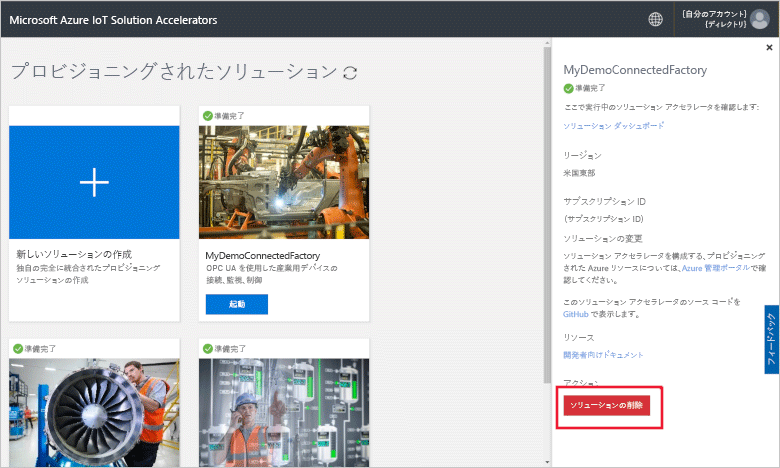 Microsoft Azure IoT Solution Accelerators
{自分のアカウント}
{ディレクトリ}
プロビジョニングされたソリューション
新しいソリューションの作成
独自の完全に統合されたプロビジョニング
ソリューションの作成
準備完了
MyDemoConnectedFactory
OPC UA を使用した産業用デバイスの
接続、監視、制御
起動
準備完了
準備完了
MyDemoConnectedFactory
準備完了
ここで実行中のソリューション アクセラレータを確認します:
ソリューション ダッシュボード
リージョン
米国東部
サブスクリプション ID
{サブスクリプション ID}
ソリューションの変更
ソリューション アクセラレータを構成する、プロビジョニング
された Azure リソースについては、Azure 管理ポータルで確
認してください。
このソリューション アクセラレータのソース コードを
GitHub で表示します。
リソース
開発者向けドキュメント
アクション
ソリューションの削除
フィードバック